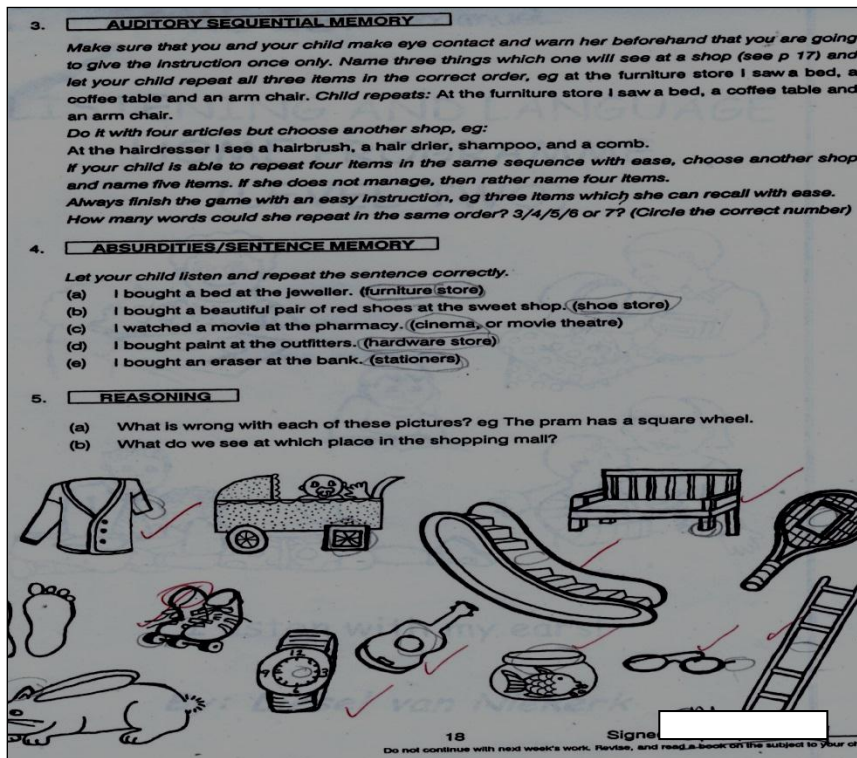 3. AUDITORY SEQUENTIAL MEMORY
Make sure that you and your child make eye contact and warn her beforehand that you are going
to give the instruction once only. Name three things which one will see at a shop (see p 17) and
let your child repeat all three items in the correct order, eg at the furniture store I saw a bed, a
coffee table and an arm chair. Child repeats: At the furniture store I saw a bed, a coffee table and
an arm chair.
Do it with four articles but choose another shop, eg:
At the hairdresser I see a hairbrush, a hair drier, shampoo, and a comb.
If your child is able to repeat four items in the same sequence with ease, choose another shop
and name five items. If she does not manage, then rather name four items.
Always finish the game with an easy instruction, eg three items which she can recall with ease.
How many words could she repeat in the same order? 3/4/5/6 or 7? (Circle the correct number)
4. ABSURDITIES/SENTENCE MEMORY
Let your child listen and repeat the sentence correctly.
(a) I bought a bed at the jeweller. (furniture store)
(b) I bought a beautiful pair of red shoes at the sweet shop. (shoe store)
(c) I watched a movie at the pharmacy. (cinema, or movie theatre)
(d) I bought paint at the outfitters. (hardware store)
(e) I bought an eraser at the bank. (stationers)
5. REASONING
(a) What is wrong with each of these pictures? eg The pram has a square wheel.
(b) What do we see at which place in the shopping mall?
12
3
18 Signe
Do not continue with next week's work. Revise, and read a book on the subject to your